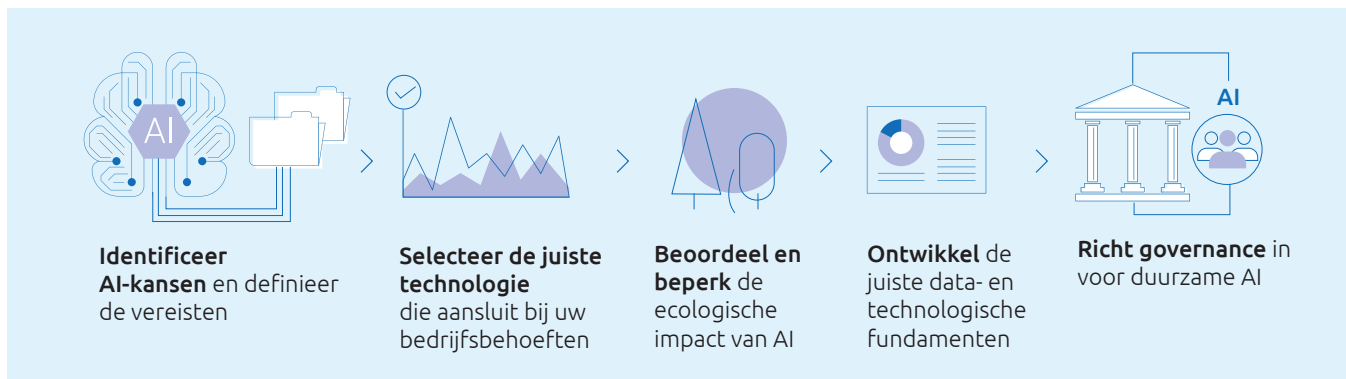 AI
AI
Identificeer
AI-kansen en definieer
de vereisten
Selecteer de juiste
technologie
die aansluit bij uw
bedrijfsbehoeften
Beoordeel en
beperk de
ecologische
impact van AI
Ontwikkel de
juiste data- en
technologische
fundamenten
Richt governance in
voor duurzame AI